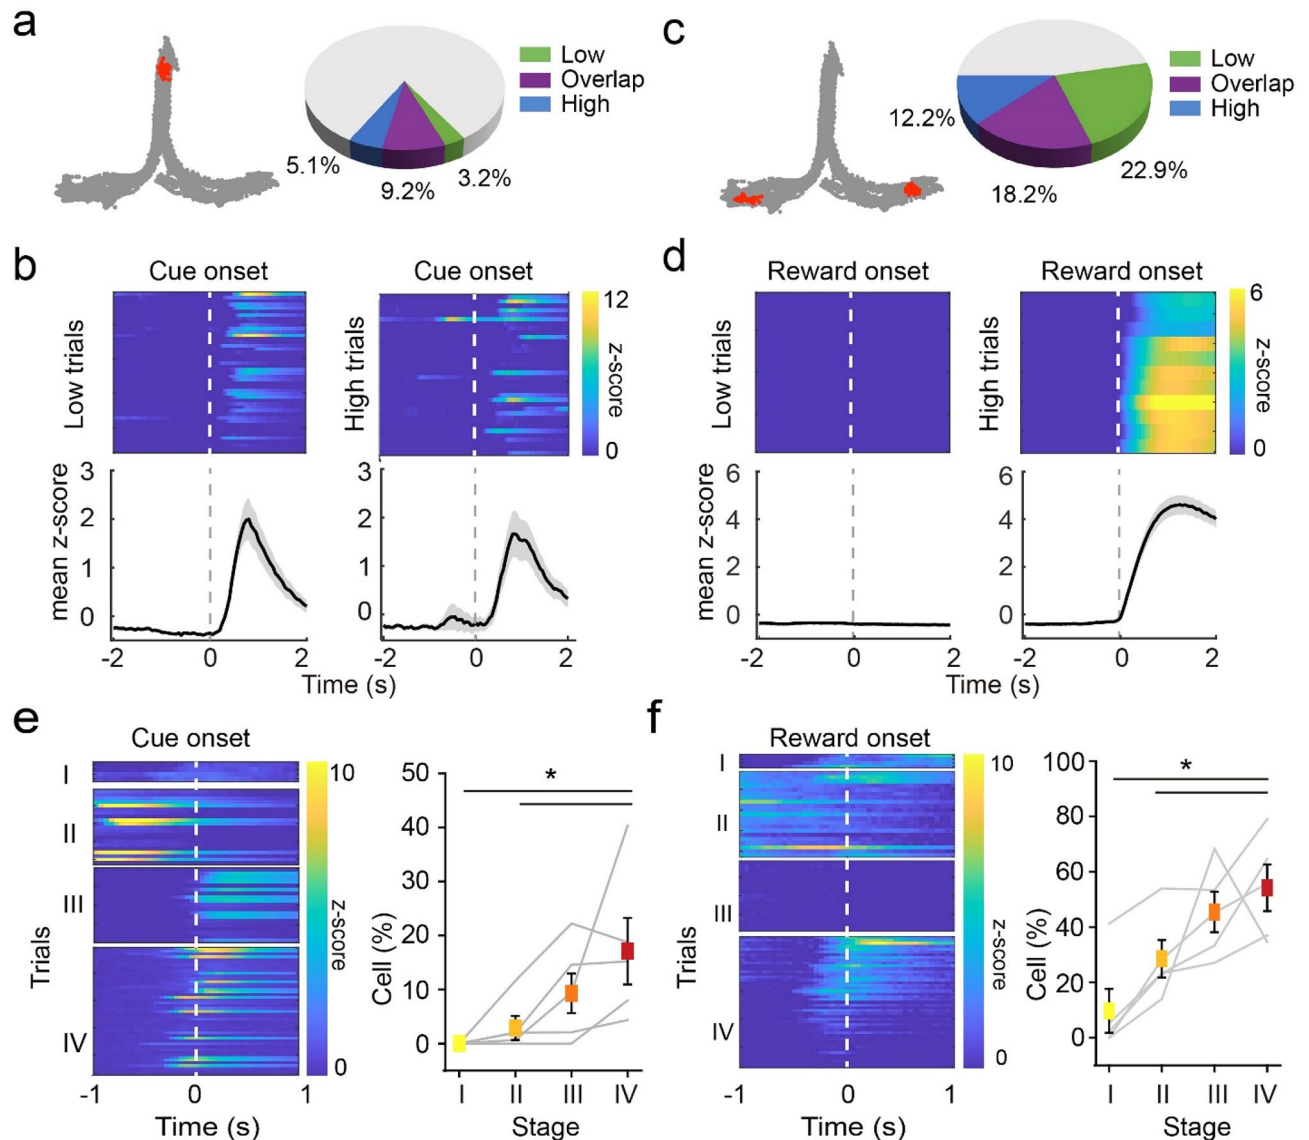 a
Low
Overlap
High
5.1%
9.2%
3.2%
c
Low
Overlap
High
12.2%
18.2%
22.9%
b
Cue onset
Cue onset
Low trials
High trials
12
z-score
0
mean z-score
3
2
1
0
3
2
1
0
-2
0
2
-2
0
2
Time (s)
d
Reward onset
Reward onset
Low trials
High trials
6
z-score
0
mean z-score
6
4
2
0
6
4
2
0
-2
0
2
-2
0
2
Time (s)
e
Cue onset
I
II
III
IV
Trials
10
z-score
0
-1
0
1
Time (s)
50
40
30
20
10
0
Cell (%)
*
I
II
III
IV
Stage
f
Reward onset
I
II
III
IV
Trials
10
z-score
0
-1
0
1
Time (s)
100
80
60
40
20
0
Cell (%)
*
I
II
III
IV
Stage